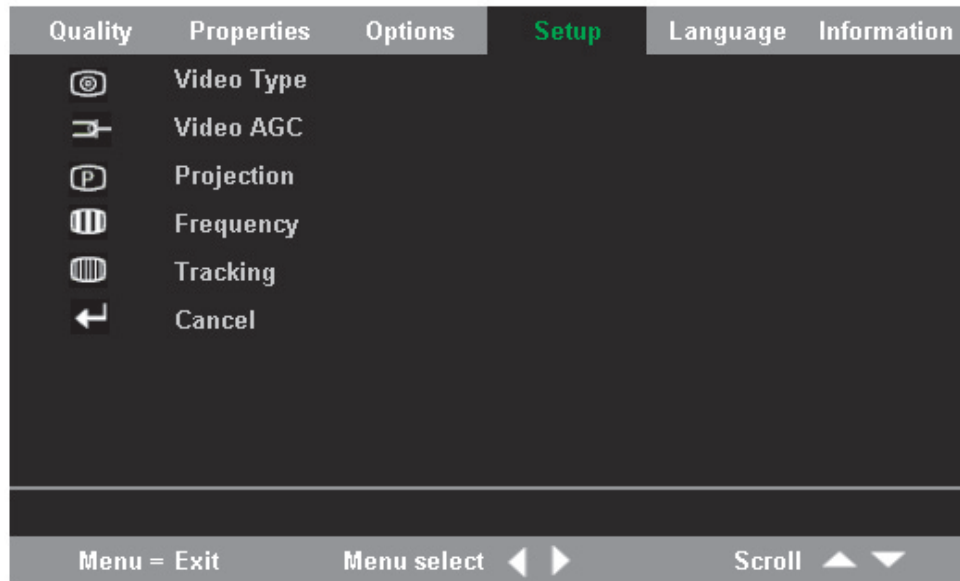 Quality Properties Options Setup Language Information
Video Type
Video AGC
P Projection
Frequency
Tracking
Cancel
Menu = Exit Menu select Scroll